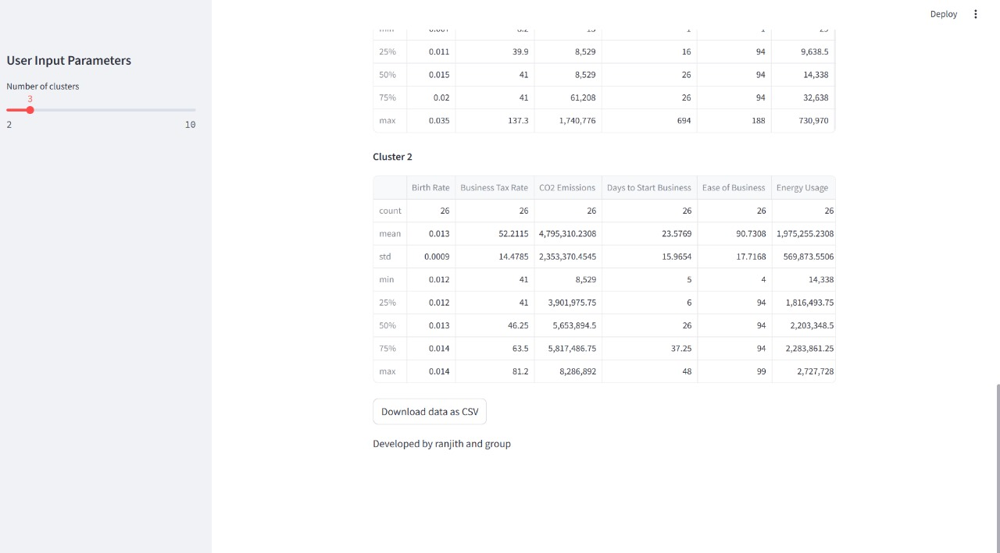 Deploy
User Input Parameters
Number of clusters
3
2 10
25% 0.011 39.9 8,529 16 94 9,638.5
50% 0.015 41 8,529 26 94 14,338
75% 0.02 41 61,208 26 94 32,638
max 0.035 137.3 1,740,776 694 188 730,970
Cluster 2
Birth Rate Business Tax Rate CO2 Emissions Days to Start Business Ease of Business Energy Usage
count 26 26 26 26 26 26
mean 0.013 52.2115 4,795,310.2308 23.5769 90.7308 1,975,255.2308
std 0.0009 14.4785 2,353,370.4545 15.9654 17.7168 569,873.5506
min 0.012 41 8,529 5 4 14,338
25% 0.012 41 3,901,975.75 6 94 1,816,493.75
50% 0.013 46.25 5,653,894.5 26 94 2,203,348.5
75% 0.014 63.5 5,817,486.75 37.25 94 2,283,861.25
max 0.014 81.2 8,286,892 48 99 2,727,728
Download data as CSV
Developed by ranjith and group